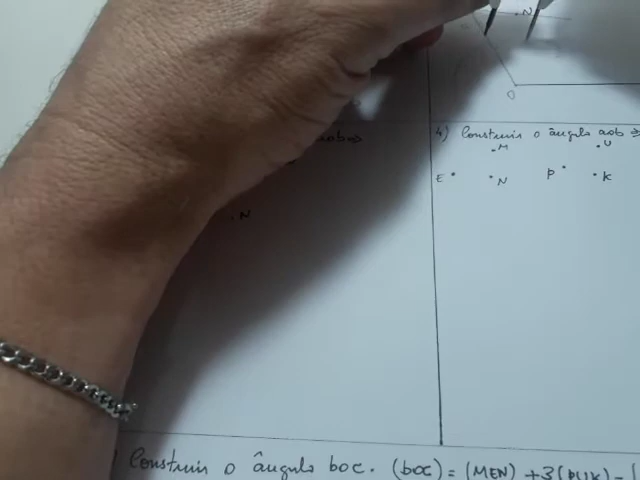 N
O
4) Construir o ângulo aob ≅
M U
E N P K
N
Construir o ângulo boc. (boc) = (MEN) + 3(PUK) –